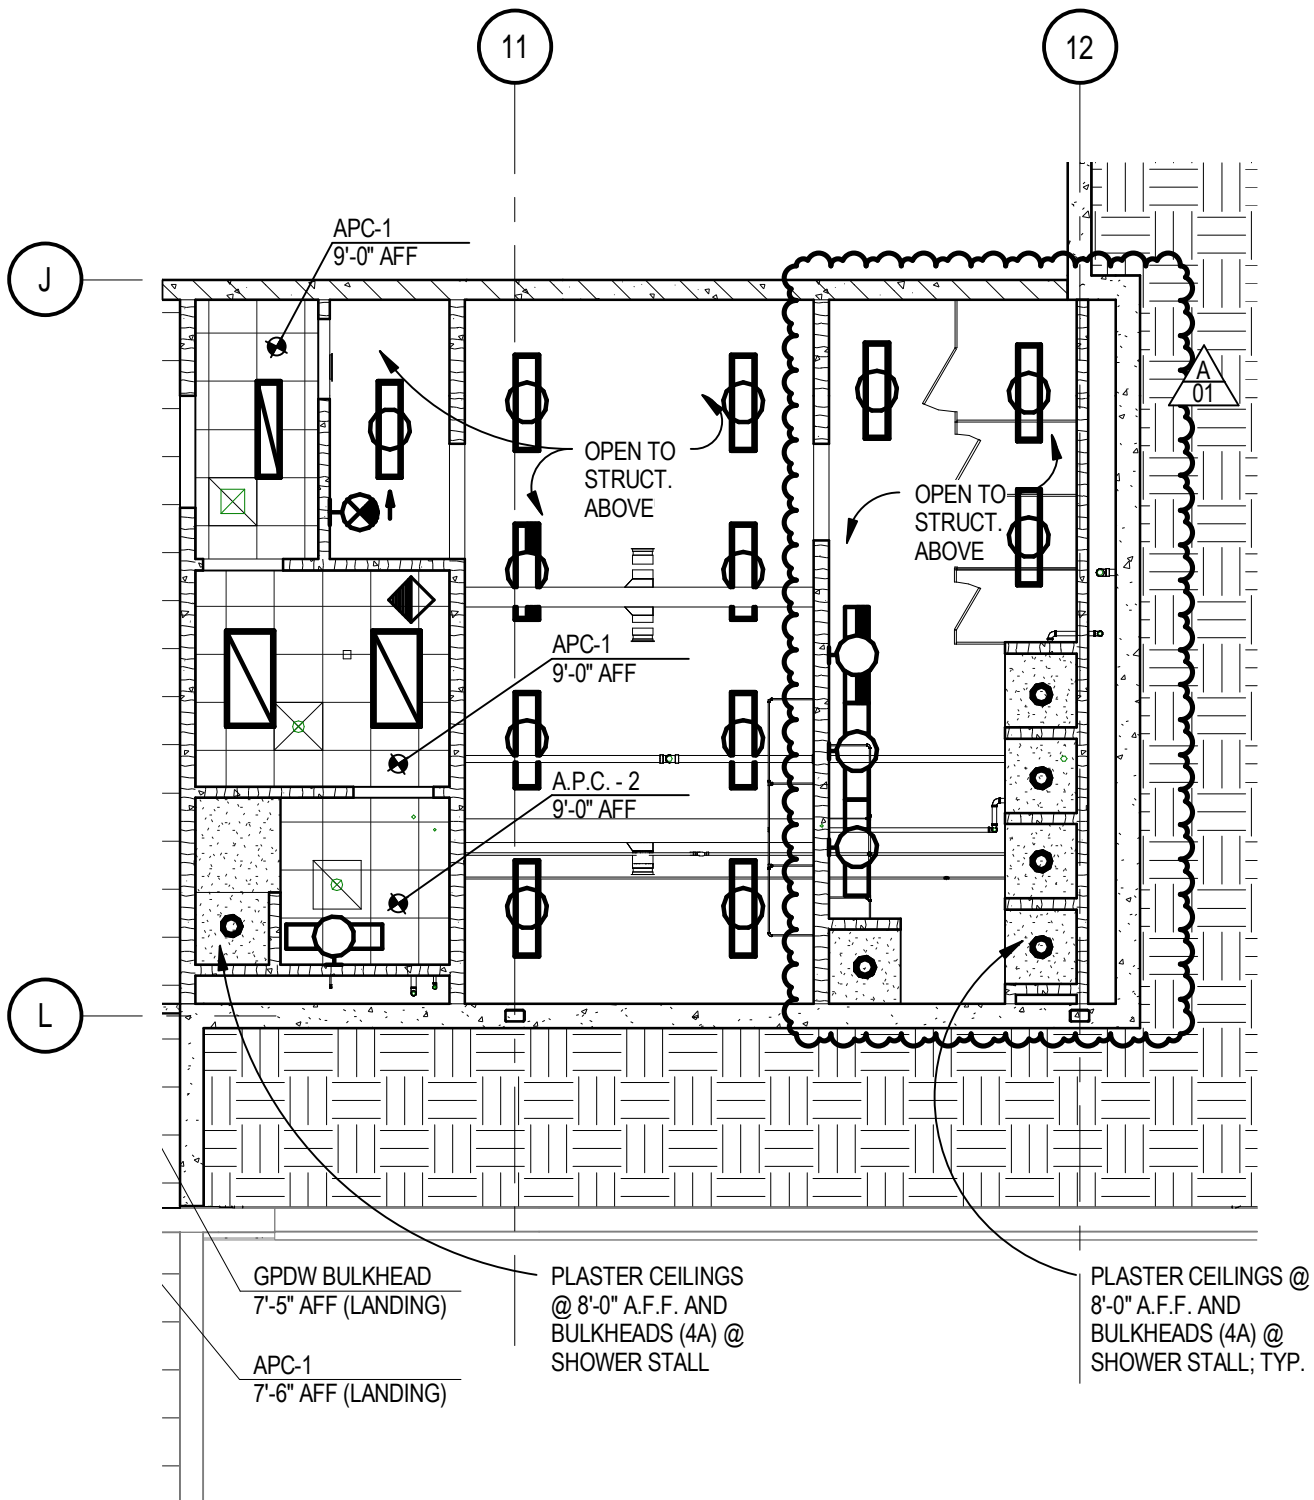 11
12
J
L
APC-1
9'-0" AFF
A
01
OPEN TO
STRUCT.
ABOVE
OPEN TO
STRUCT.
ABOVE
APC-1
9'-0" AFF
A.P.C. - 2
9'-0" AFF
GPDW BULKHEAD
7'-5" AFF (LANDING)
APC-1
7'-6" AFF (LANDING)
PLASTER CEILINGS
@ 8'-0" A.F.F. AND
BULKHEADS (4A) @
SHOWER STALL
PLASTER CEILINGS @
8'-0" A.F.F. AND
BULKHEADS (4A) @
SHOWER STALL; TYP.